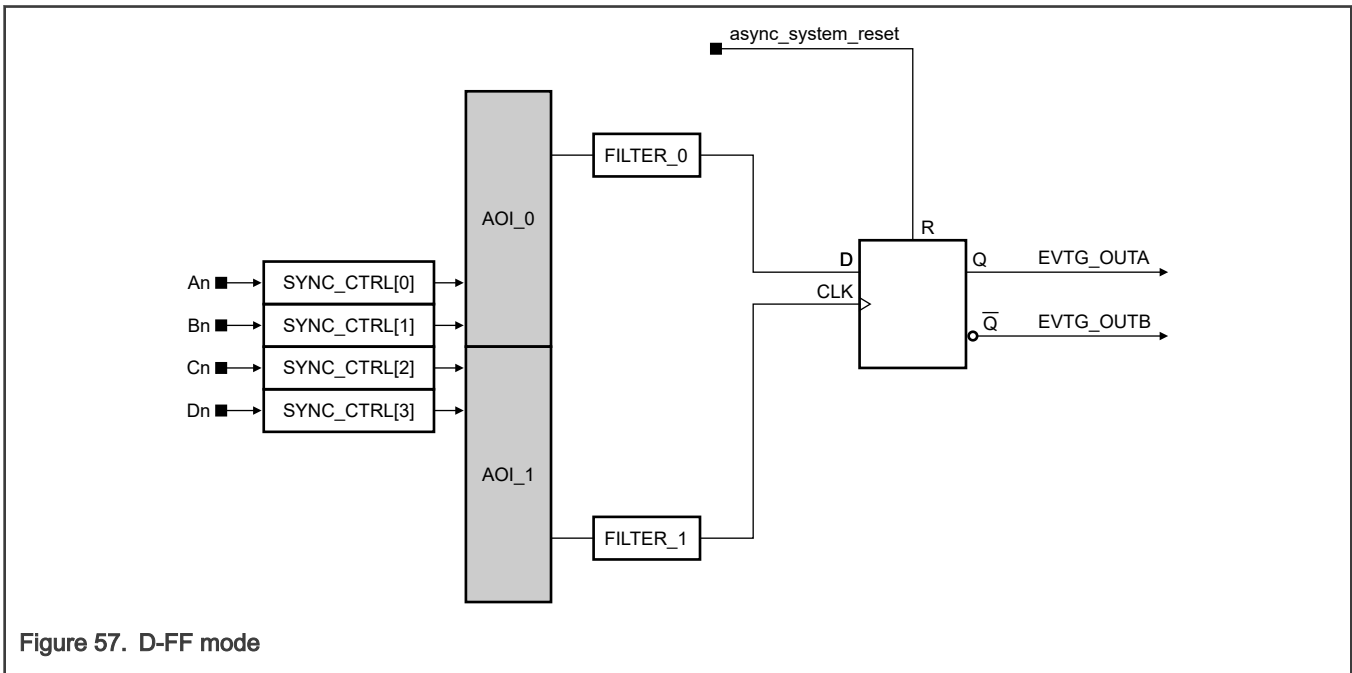 async_system_reset
FILTER_0
AOI_0
R
An
SYNC_CTRL[0]
D
Q
EVTG_OUTA
CLK
Bn
SYNC_CTRL[1]
Q
EVTG_OUTB
Cn
SYNC_CTRL[2]
Dn
SYNC_CTRL[3]
AOI_1
FILTER_1
Figure 57. D-FF mode